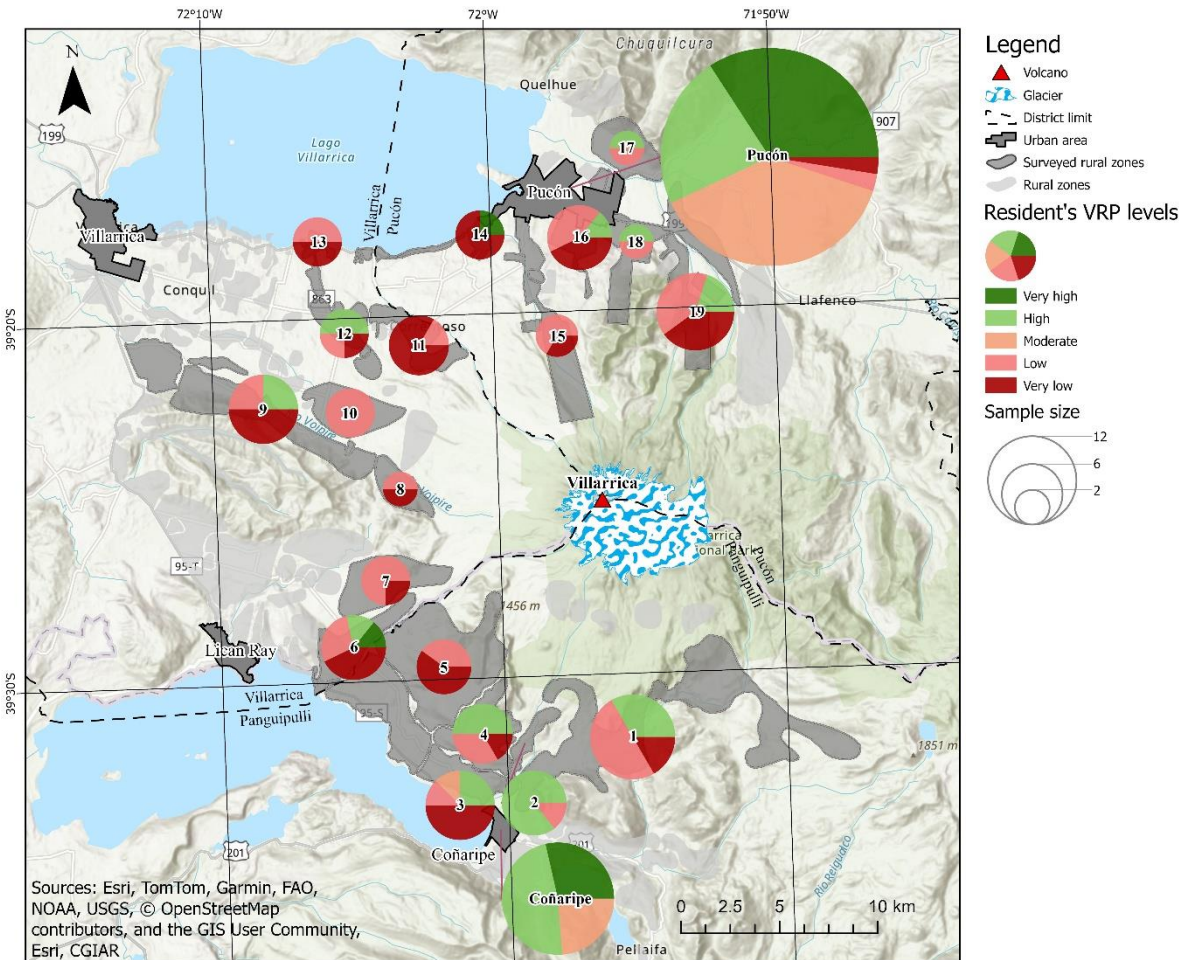 72°10'W
72°W
71°50'W
N
Chuquilcura
Quelhue
199
907
Lago
Villarrica
Villarrica
Pucón
Pucón
Pucón
17
Villarrica
13
14
16
18
199
Conquil
863
19
Llafenco
39°20'S
12
11
15
9
10
Voipire
8
Voipire
Villarrica
95-T
7
Pucón
Panguipulli
1456 m
Lican Ray
6
5
39°30'S
Villarrica
Panguipulli
95-S
4
1
1851 m
3
2
201
Coñaripe
201
Río Reiguatco
Coñaripe
Pellaifa
Sources: Esri, TomTom, Garmin, FAO,
NOAA, USGS, © OpenStreetMap
contributors, and the GIS User Community,
Esri, CGIAR
0 2.5 5 10 km
Legend
Volcano
Glacier
District limit
Urban area
Surveyed rural zones
Rural zones
Resident's VRP levels
Very high
High
Moderate
Low
Very low
Sample size
12
6
2